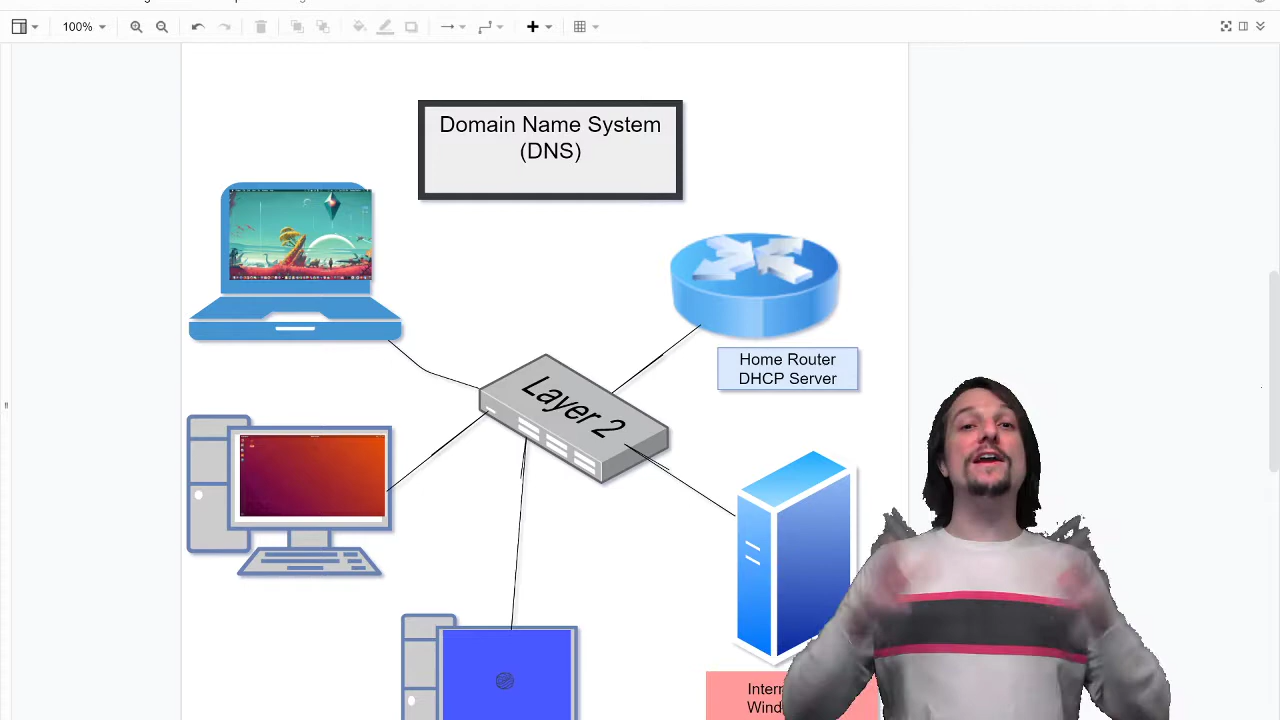 100%
Domain Name System
(DNS)
Home Router
DHCP Server
Layer 2